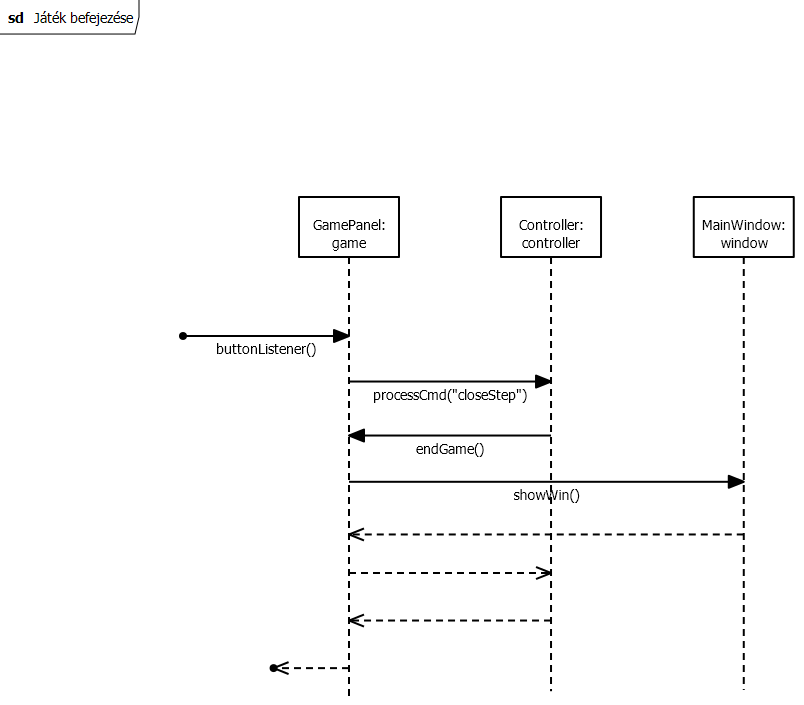 sd Játék befejezése
GamePanel:
game
Controller:
controller
MainWindow:
window
buttonListener()
processCmd("closeStep")
endGame()
showWin()